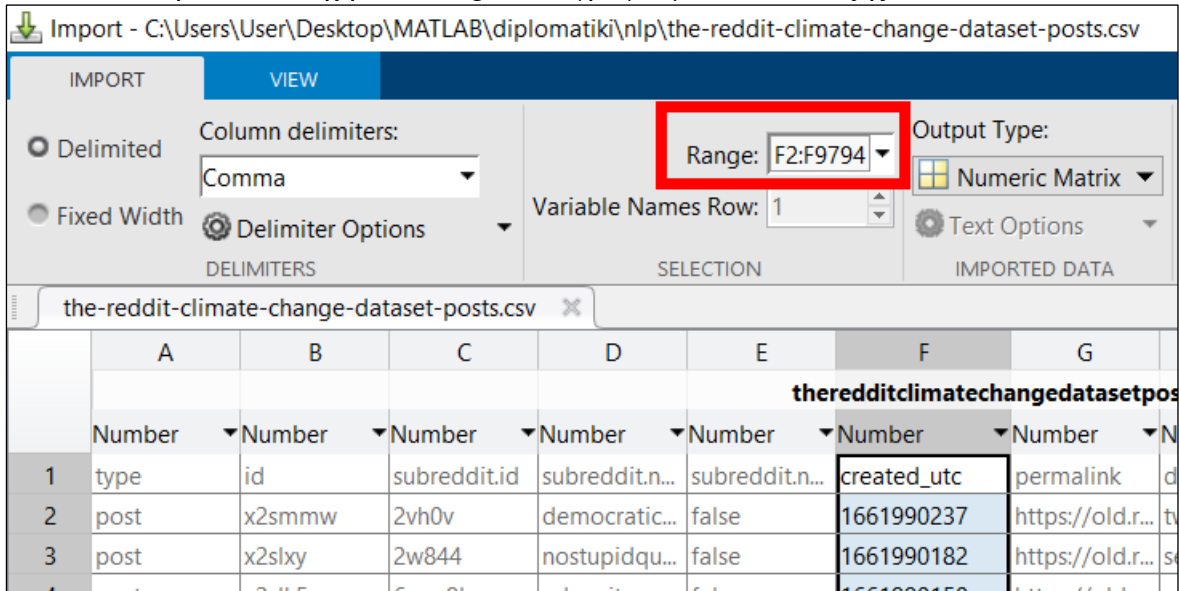 Import - C:\Users\User\Desktop\MATLAB\diplomatiki\nlp\the-reddit-climate-change-dataset-posts.csv
IMPORT VIEW
Delimited
Fixed Width
Column delimiters:
Comma
Delimiter Options
DELIMITERS
Range: F2:F9794
Variable Names Row: 1
SELECTION
Output Type:
Numeric Matrix
Text Options
IMPORTED DATA
the-reddit-climate-change-dataset-posts.csv
A B C D E F G
theredditclimatechangedatasetpos
Number Number Number Number Number Number Number N
1 type id subreddit.id subreddit.n... subreddit.n... created_utc permalink d
2 post x2smmw 2vh0v democratic... false 1661990237 https://old.r... tw
3 post x2slxy 2w844 nostupidqu... false 1661990182 https://old.r... se